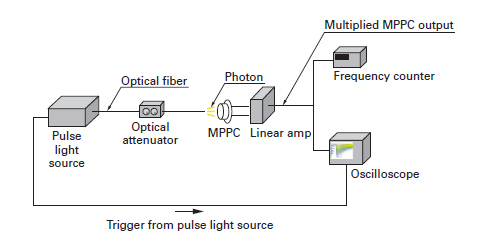 Multiplied MPPC output
Optical fiber
Photon
Frequency counter
Pulse
light
source
Optical
attenuator
MPPC
Linear amp
Oscilloscope
Trigger from pulse light source